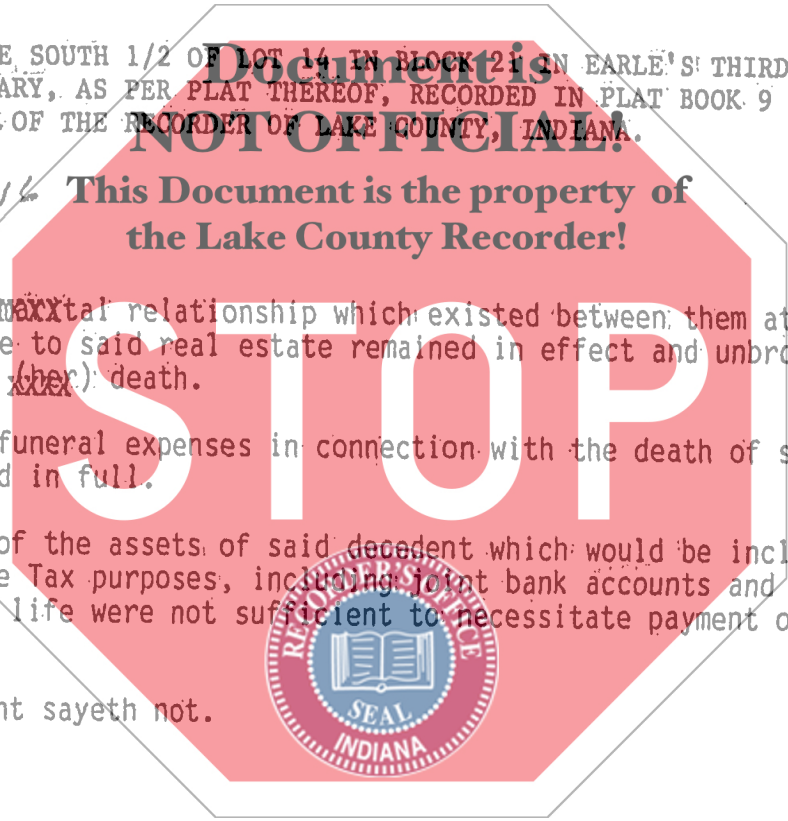 E SOUTH 1/2 OF LOT 14 IN BLOCK 21 IN EARLE'S THIRD
Document is
ARY, AS PER PLAT THEREOF, RECORDED IN PLAT BOOK 9
OF THE RECORDER OF LAKE COUNTY, INDIANA.
NOT OFFICIAL!
This Document is the property of
the Lake County Recorder!
tal relationship which existed between them at
e to said real estate remained in effect and unbro
XXXX (her) death.
STOP
funeral expenses in connection with the death of s
d in full.
of the assets of said decedent which would be incl
e Tax purposes, including joint bank accounts and
life were not sufficient to necessitate payment o
RECORDER'S OFFICE
SEAL
INDIANA
nt sayeth not.